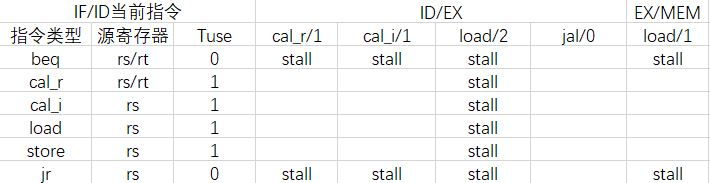 IF/ID当前指令 ID/EX EX/MEM
指令类型 源寄存器 Tuse cal_r/1 cal_i/1 load/2 jal/0 load/1
beq rs/rt 0 stall stall stall stall
cal_r rs/rt 1 stall
cal_i rs 1 stall
load rs 1 stall
store rs 1 stall
jr rs 0 stall stall stall stall